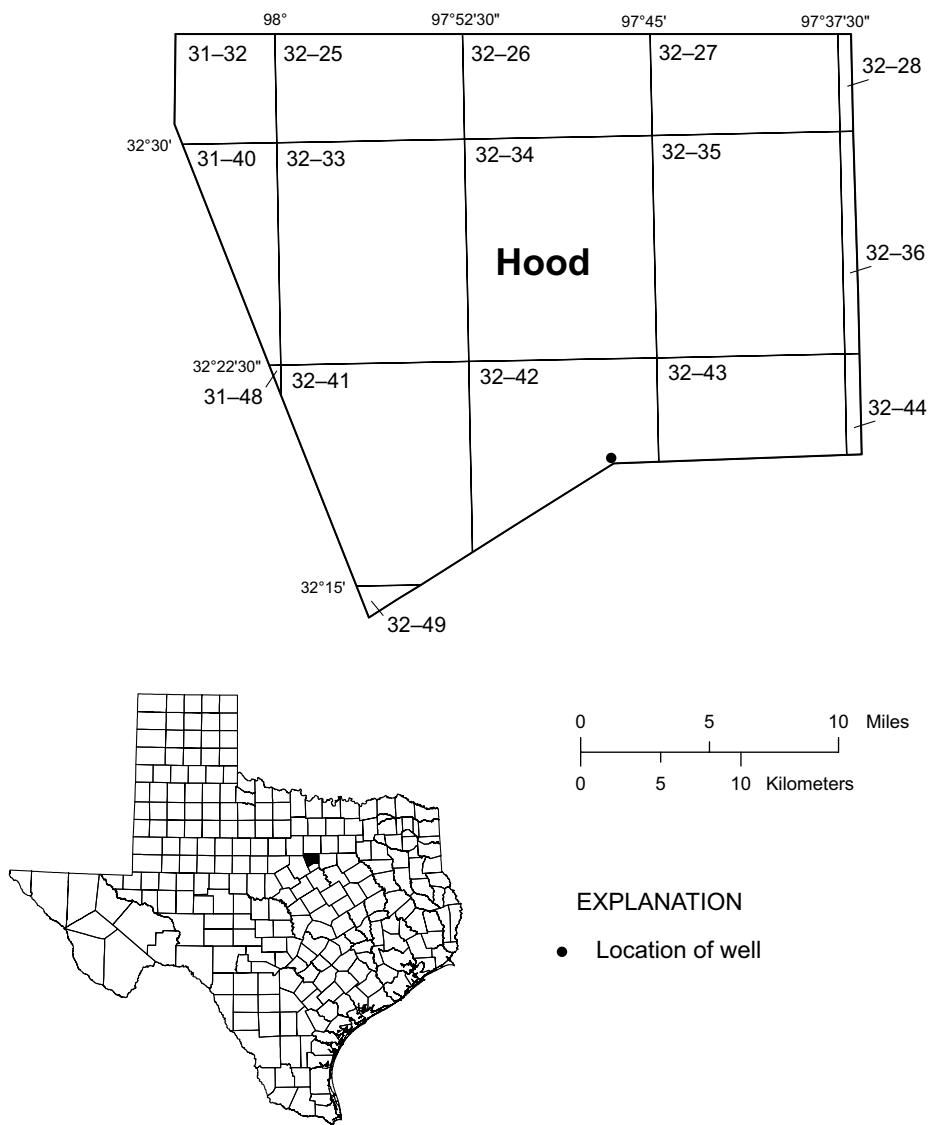 98° 97°52'30" 97°45' 97°37'30"
31–32 32–25 32–26 32–27
32–28
32°30'
31–40 32–33 32–34 32–35
Hood
32–36
32°22'30"
31–48 32–41 32–42 32–43
32–44
32°15'
32–49
0 5 10 Miles
0 5 10 Kilometers
EXPLANATION
Location of well